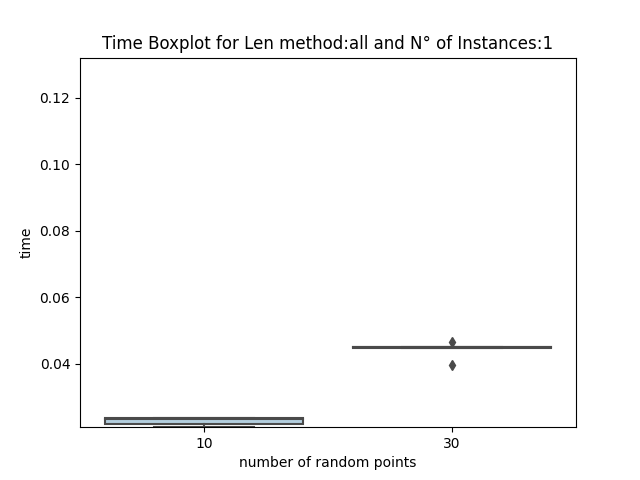 Time Boxplot for Len method:all and N° of Instances:1
0.12
0.10
0.08
0.06
0.04
time
10
30
number of random points